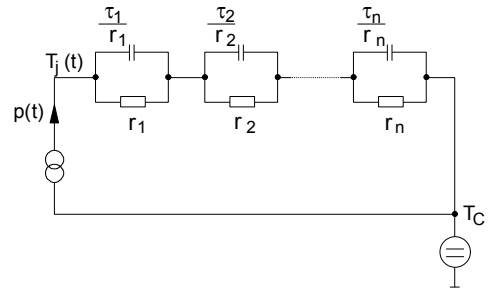 τ1 τ2 τn
r1 r2 rn
Tj (t)
r1 r2 rn
p(t)
TC